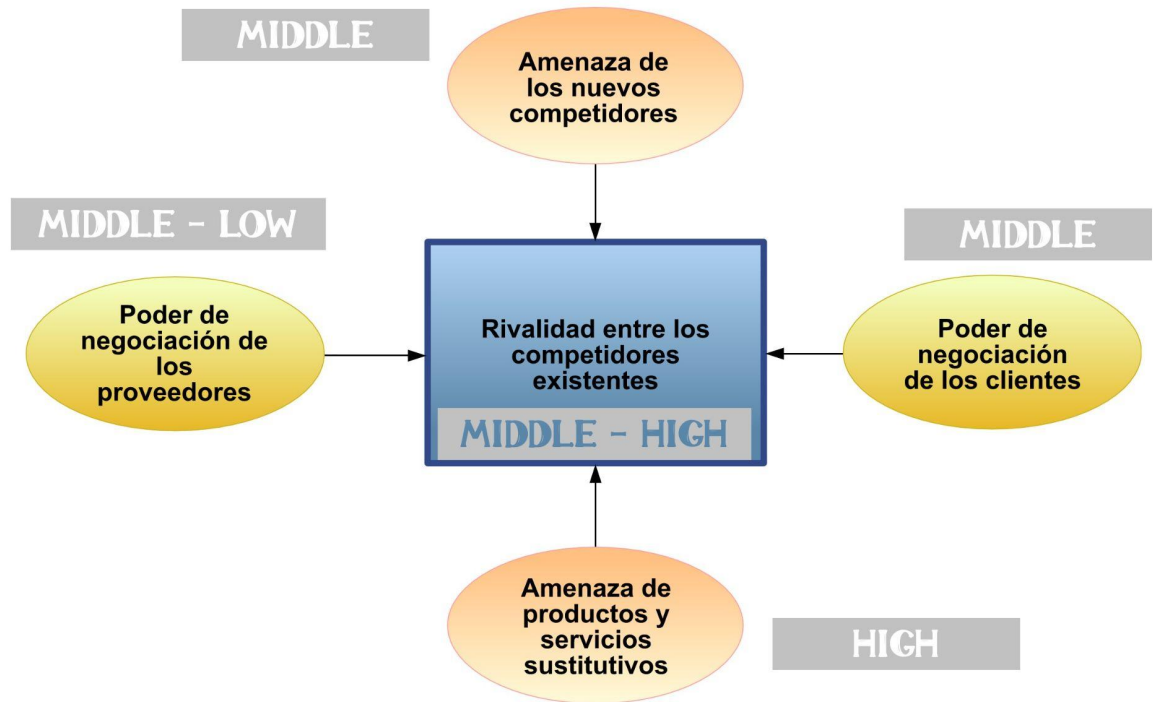 MIDDLE
Amenaza de
los nuevos
competidores
MIDDLE - LOW
MIDDLE
Poder de
negociación de
los
proveedores
Rivalidad entre los
competidores
existentes
MIDDLE - HIGH
Poder de
negociación
de los clientes
Amenaza de
productos y
servicios
sustitutivos
HIGH